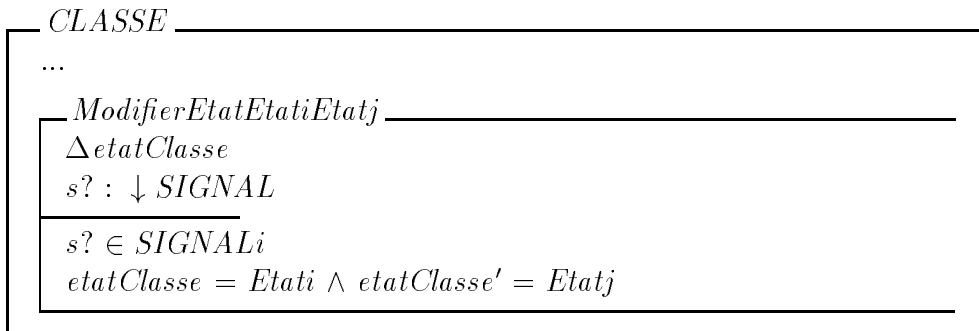 CLASSE
...
ModifierEtatEtatiEtatj
ΔetatClasse
s? : ↓ SIGNAL
s? ∈ SIGNALi
etatClasse = Etati ∧ etatClasse′ = Etatj